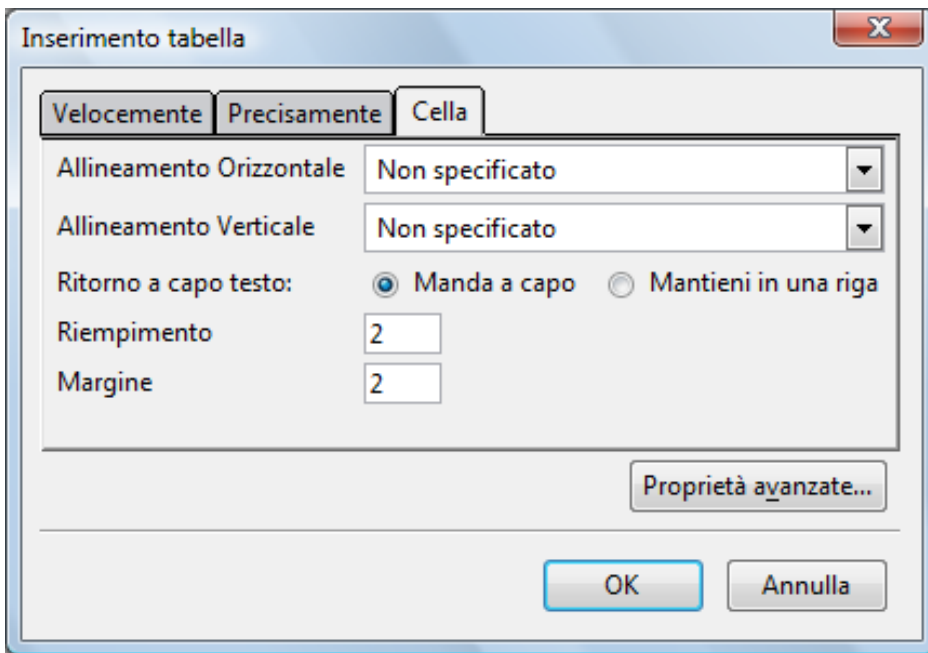 Inserimento tabella
Velocemente Precisamente Cella
Allineamento Orizzontale Non specificato
Allineamento Verticale Non specificato
Ritorno a capo testo: Manda a capo Mantieni in una riga
Riempimento 2
Margine 2
Proprietà avanzate...
OK Annulla